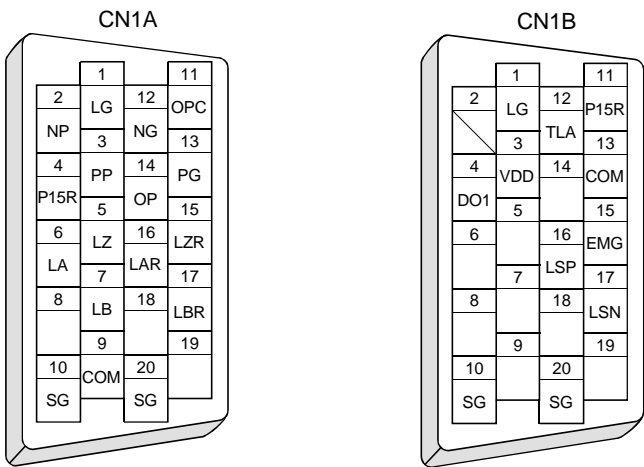 CN1A
1
11
2
LG
12
OPC
NP
3
NG
13
4
PP
14
PG
P15R
5
OP
15
6
LZ
16
LZR
LA
7
LAR
17
8
LB
18
LBR
9
19
10
COM
20
SG
SG
CN1B
1
11
2
LG
12
P15R
3
TLA
13
4
VDD
14
COM
DO1
5
15
6
16
EMG
7
LSP
17
8
18
LSN
9
19
10
20
SG
SG